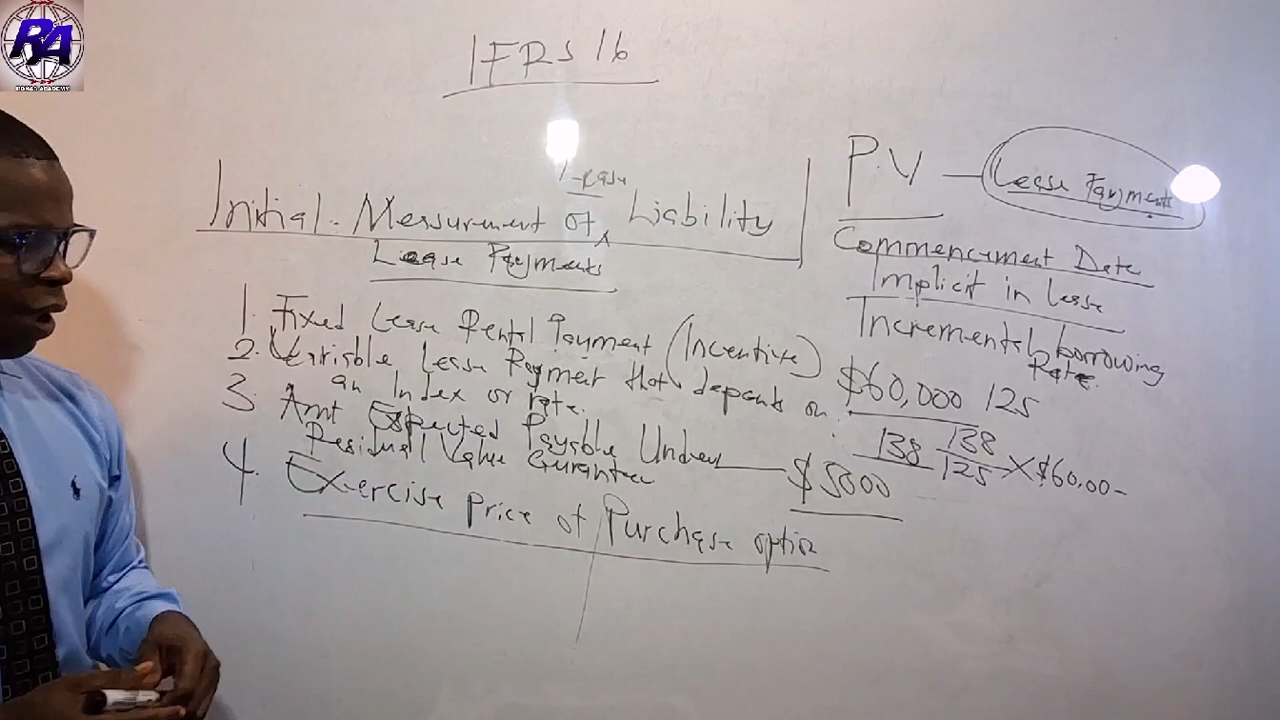 RA
IFRS 16
Lease
Initial Measurement of Liability
Lease Payments
1. Fixed Lease Rental Payment (Incentive)
2. Variable Lease Payment that depends on
an Index or rate.
3. Amt Expected Payable Under
Residual Value Gurantee
$5000
4. Exercise Price of Purchase option
P.V — Lease Payments
Commencement Date
Implicit in lease
Incremental borrowing
Rate.
$60,000 125
138 138
125 X $60,00